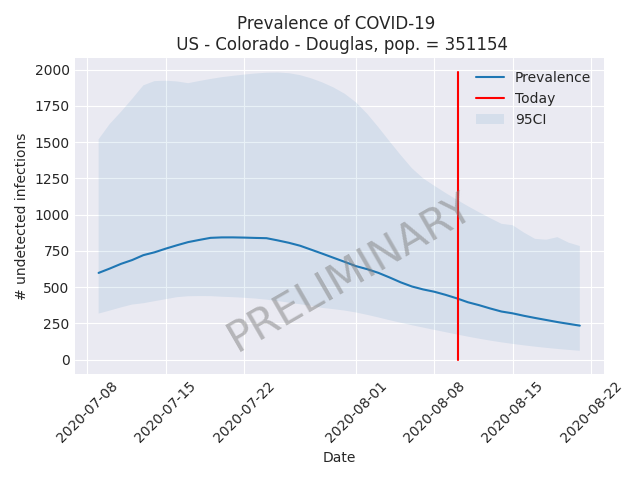 Prevalence of COVID-19
US - Colorado - Douglas, pop. = 351154
# undetected infections
2000
1750
1500
1250
1000
750
500
250
0
Prevalence
Today
95CI
PRELIMINARY
2020-07-08
2020-07-15
2020-07-22
2020-08-01
2020-08-08
2020-08-15
2020-08-22
Date